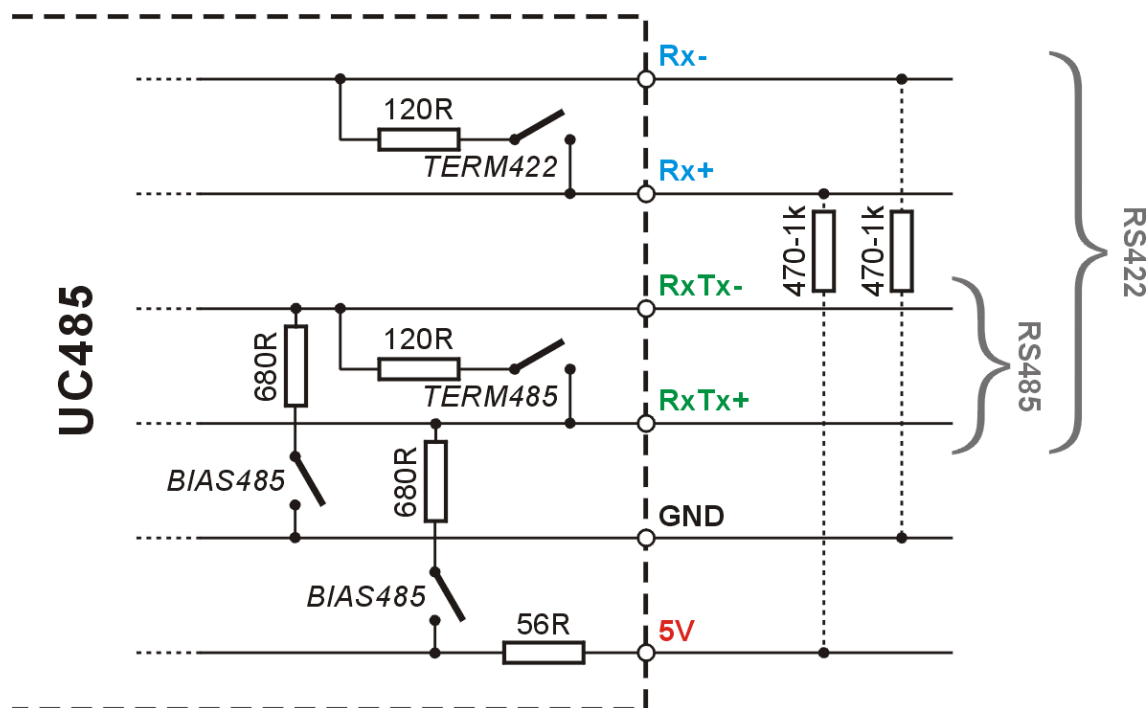 Rx-
120R
TERM422
Rx+
470-1k
470-1k
RS422
RxTx-
UC485
680R
120R
TERM485
RS485
RxTx+
BIAS485
680R
GND
BIAS485
56R
5V